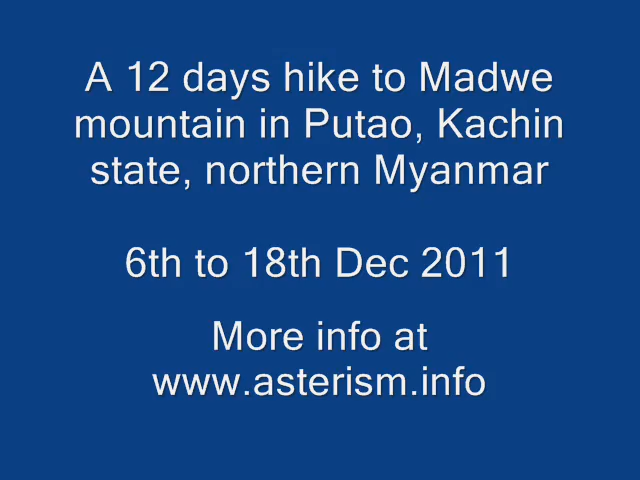 A 12 days hike to Madwe
mountain in Putao, Kachin
state, northern Myanmar
6th to 18th Dec 2011
More info at
www.asterism.info